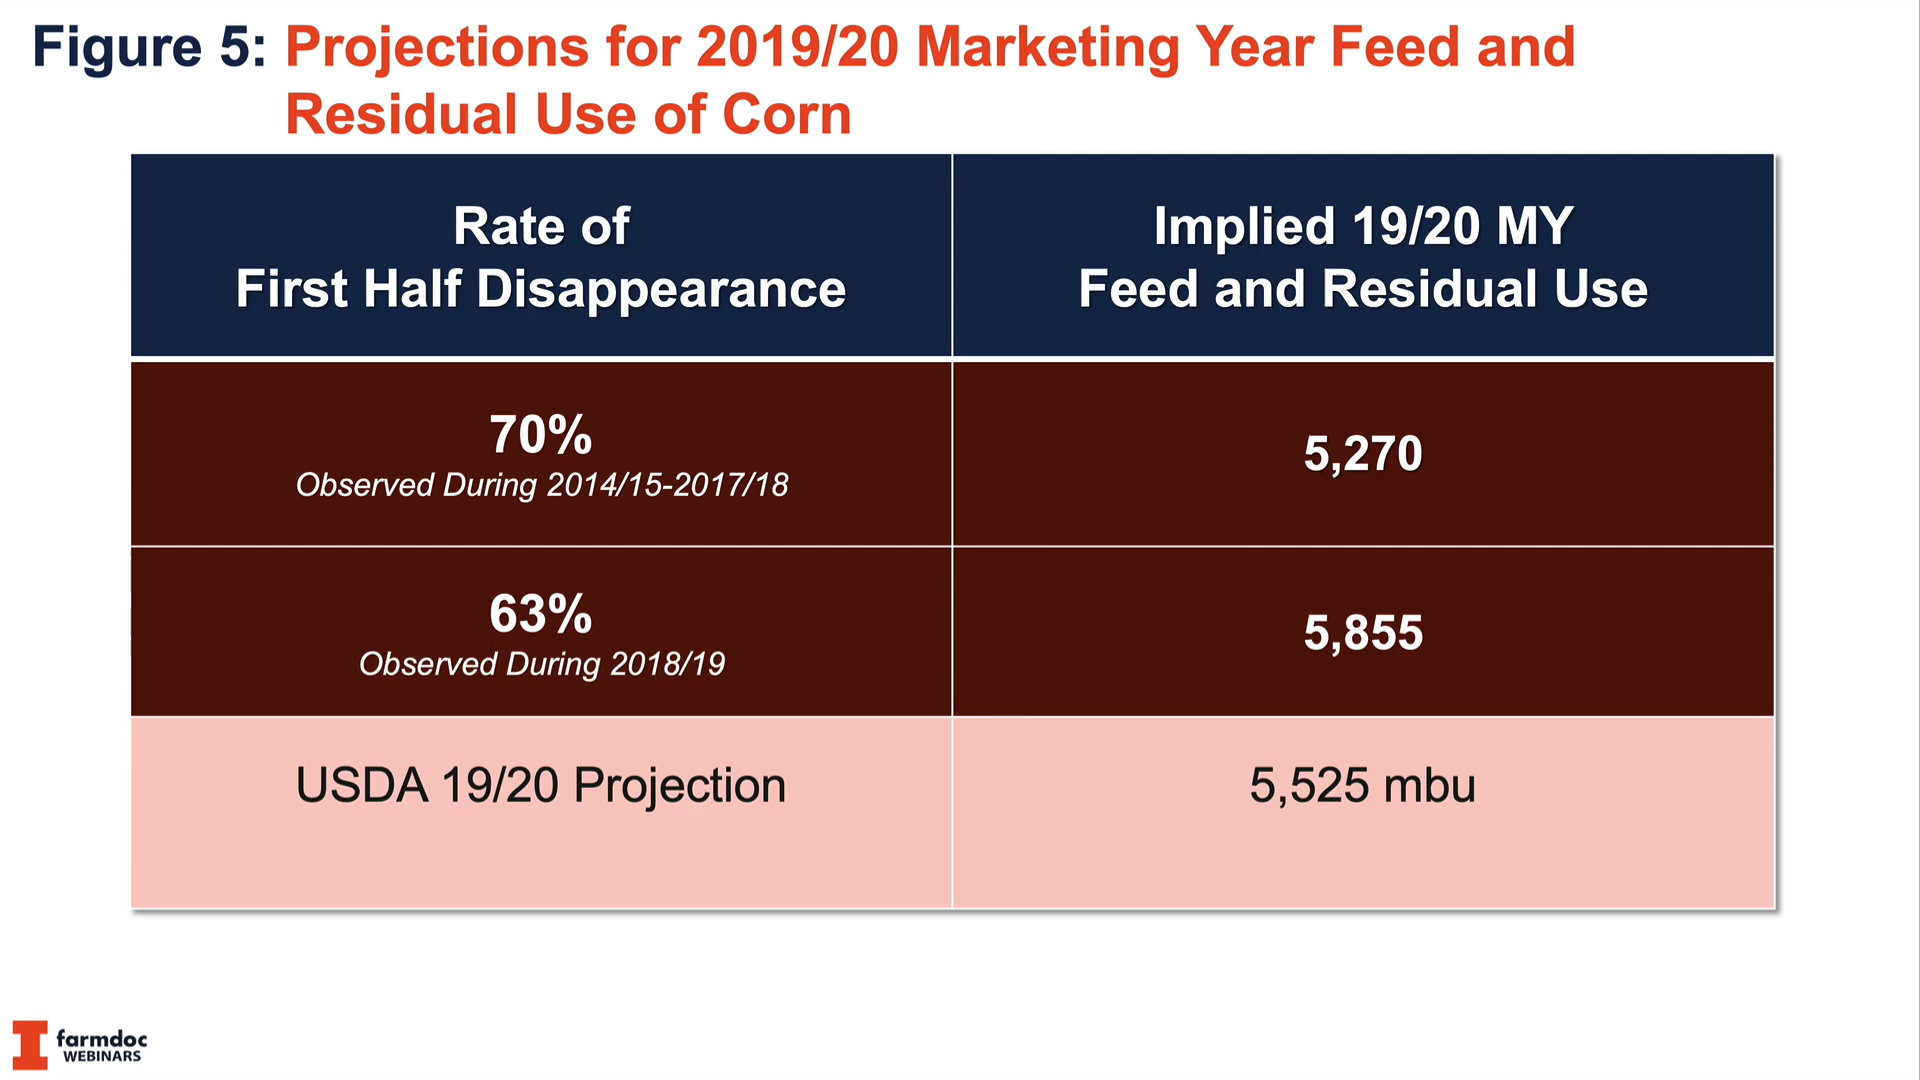 Figure 5: Projections for 2019/20 Marketing Year Feed and
Residual Use of Corn
Rate of
First Half Disappearance
Implied 19/20 MY
Feed and Residual Use
70%
Observed During 2014/15-2017/18
5,270
63%
Observed During 2018/19
5,855
USDA 19/20 Projection
5,525 mbu
farmdoc
WEBINARS